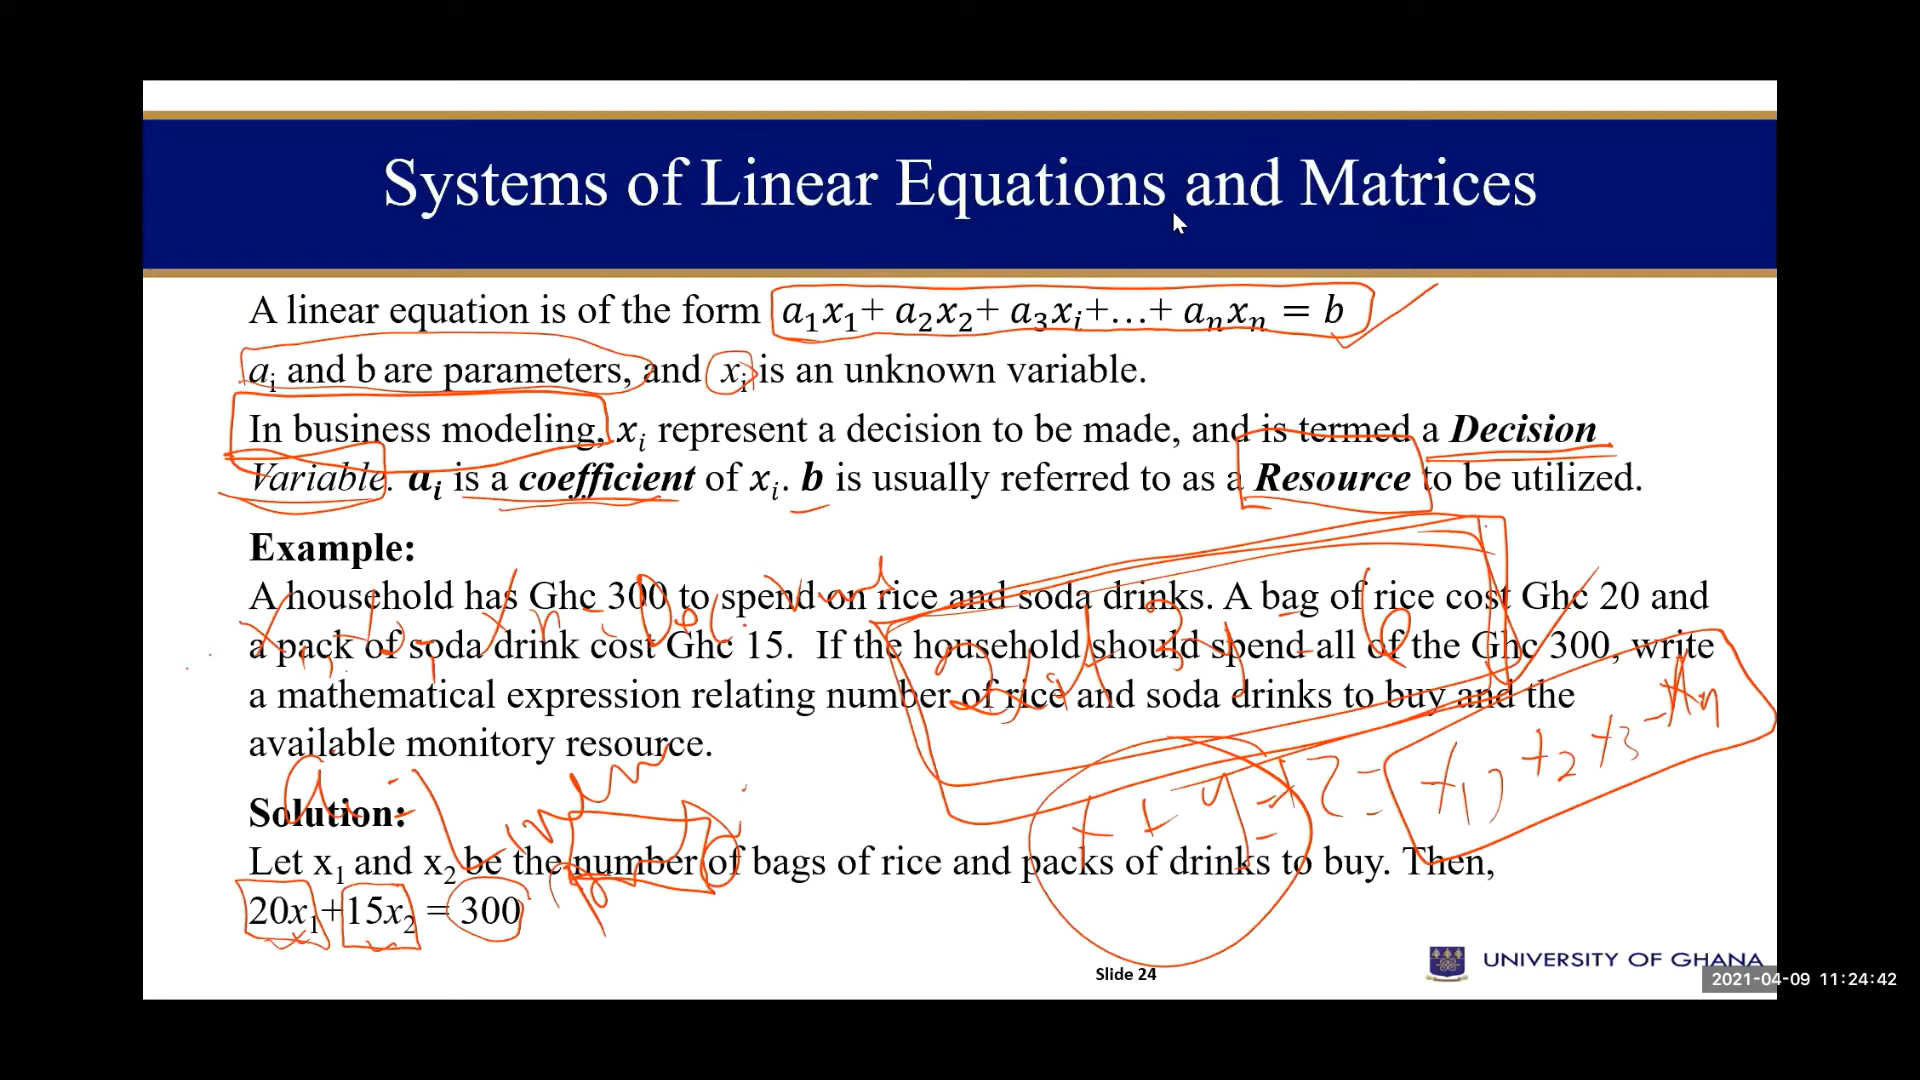 Systems of Linear Equations and Matrices
A linear equation is of the form a₁x₁+ a₂x₂+ a₃xᵢ+…+ aₙxₙ = b
aᵢ and b are parameters, and xᵢ is an unknown variable.
In business modeling, xᵢ represent a decision to be made, and is termed a Decision
Variable. aᵢ is a coefficient of xᵢ. b is usually referred to as a Resource to be utilized.
Example:
A household has Ghc 300 to spend on rice and soda drinks. A bag of rice cost Ghc 20 and
a pack of soda drink cost Ghc 15. If the household should spend all of the Ghc 300, write
a mathematical expression relating number of rice and soda drinks to buy and the
available monitory resource.
2x + 3y = 6
Solution:
Let x₁ and x₂ be the number of bags of rice and packs of drinks to buy. Then,
20x₁+15x₂ = 300
Slide 24
UNIVERSITY OF GHANA
2021-04-09 11:24:42